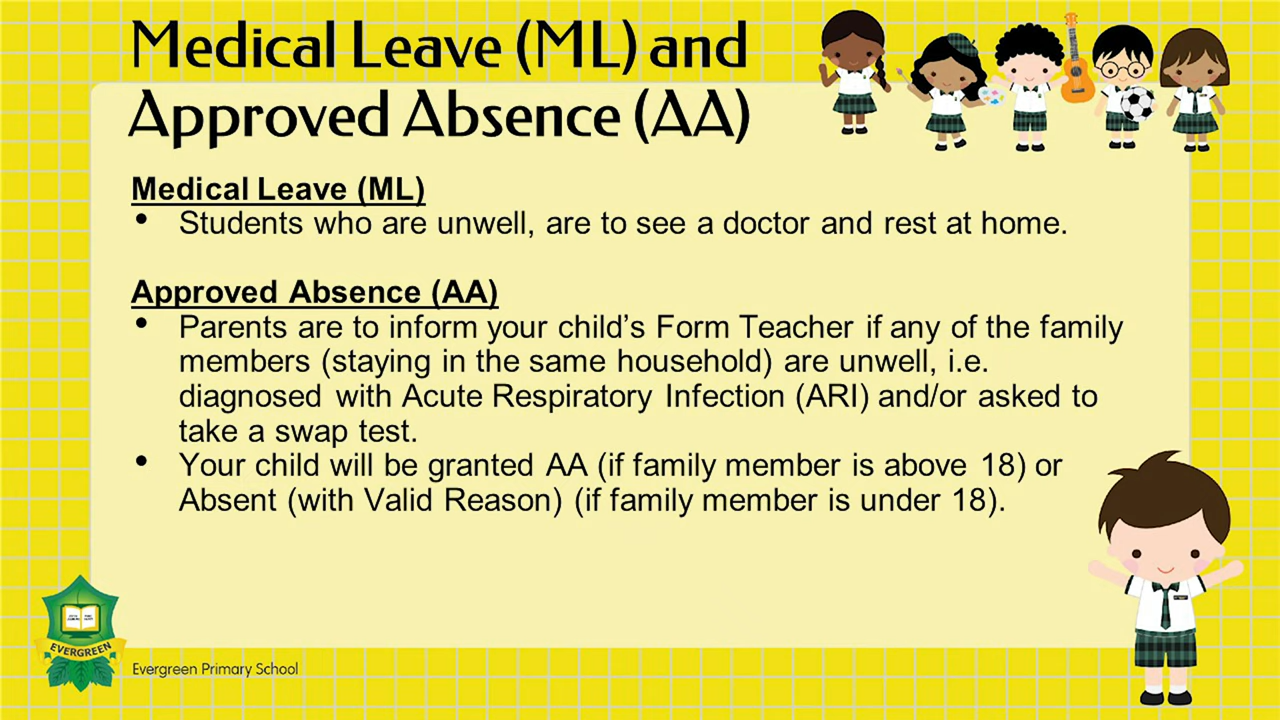 Medical Leave (ML) and
Approved Absence (AA)
Medical Leave (ML)
• Students who are unwell, are to see a doctor and rest at home.
Approved Absence (AA)
• Parents are to inform your child’s Form Teacher if any of the family
members (staying in the same household) are unwell, i.e.
diagnosed with Acute Respiratory Infection (ARI) and/or asked to
take a swap test.
• Your child will be granted AA (if family member is above 18) or
Absent (with Valid Reason) (if family member is under 18).
EVERGREEN
Evergreen Primary School